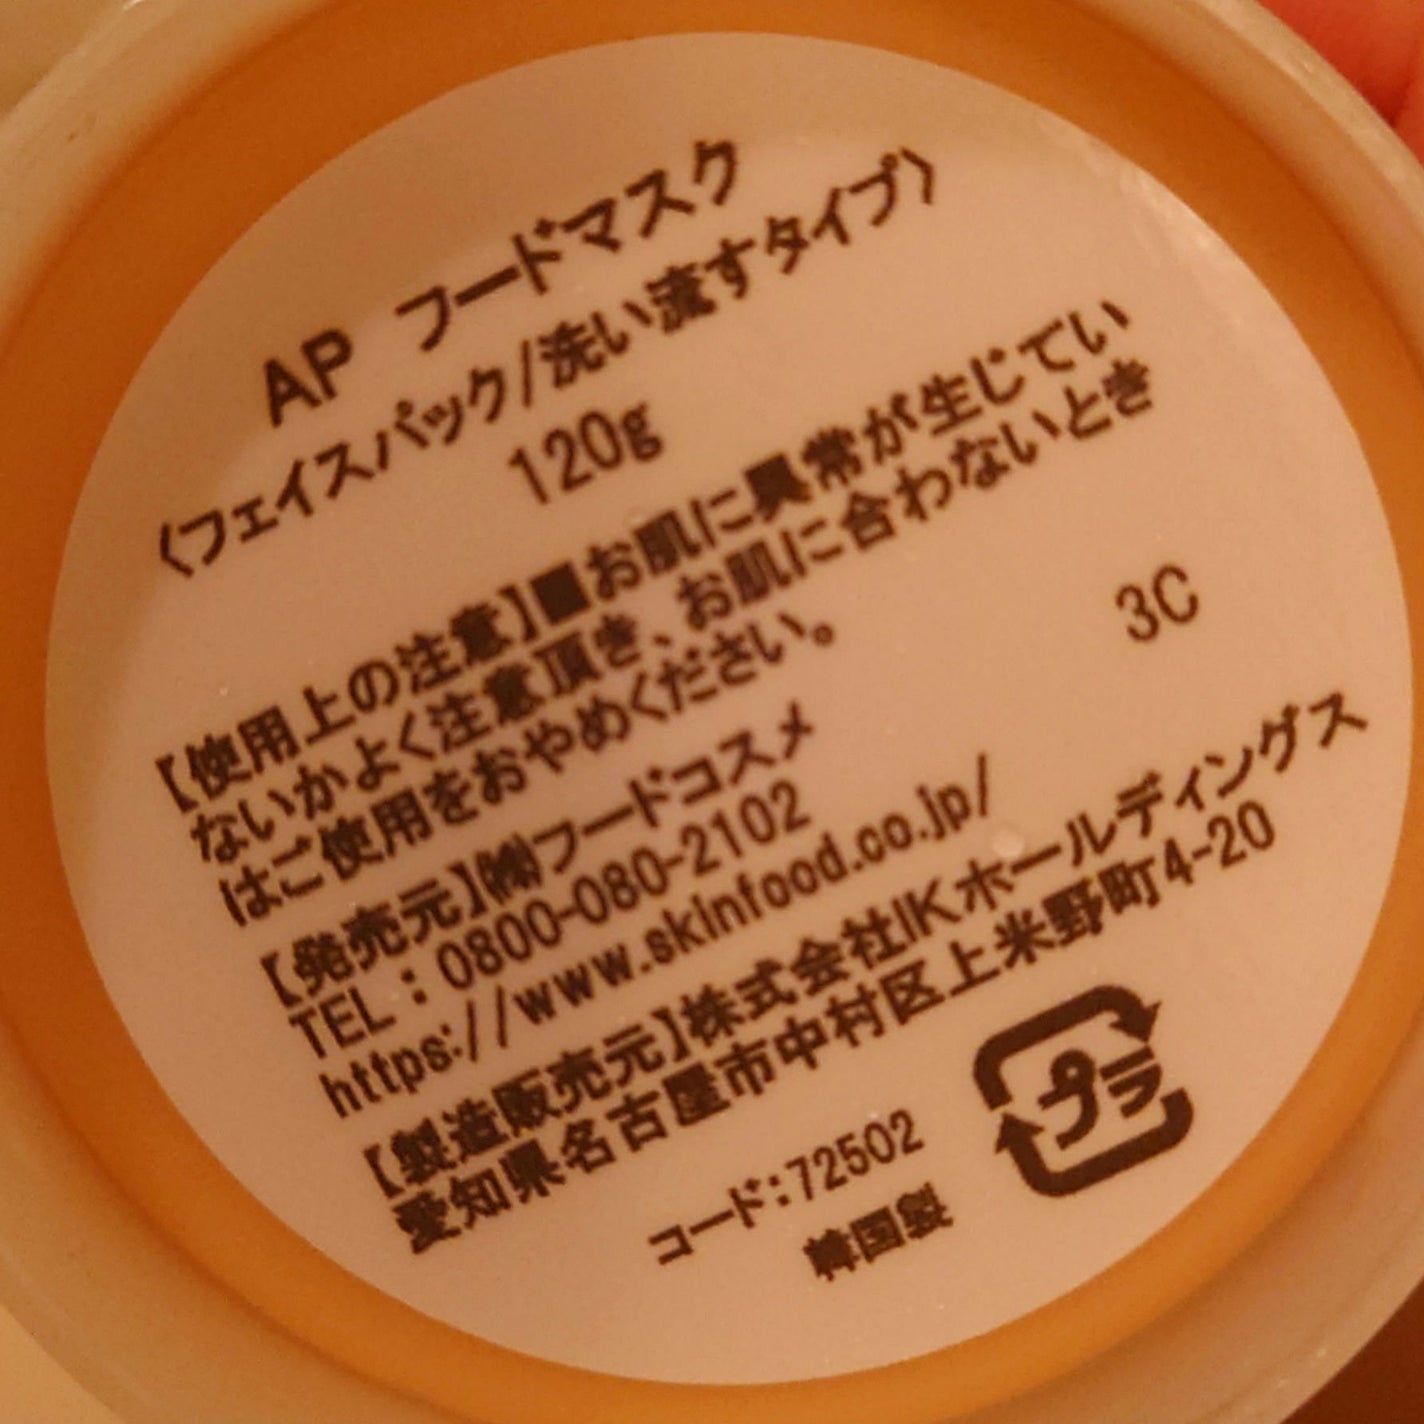 AP フードマスク
〈フェイスパック/洗い流すタイプ〉
120g
【使用上の注意】■お肌に異常が生じてい
ないかよく注意頂き、お肌に合わないとき
はご使用をおやめください。
3C
【発売元】㈱フードコスメ
TEL：0800-080-2102
https://www.skinfood.co.jp/
【製造販売元】株式会社IKホールディングス
愛知県名古屋市中村区上米野町4-20
プラ
コード:72502
韓国製